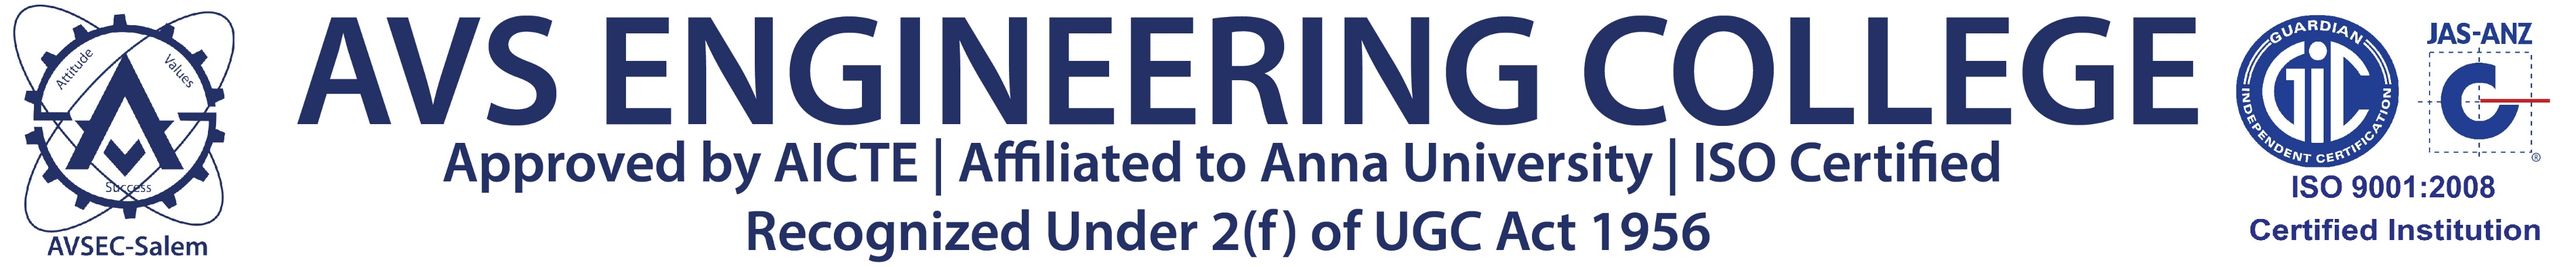 Attitude
Values
Success
AVSEC-Salem
AVS ENGINEERING COLLEGE
Approved by AICTE | Affiliated to Anna University | ISO Certified
Recognized Under 2(f) of UGC Act 1956
GUARDIAN
GiC
INDEPENDENT CERTIFICATION
JAS-ANZ
C
®
ISO 9001:2008
Certified Institution